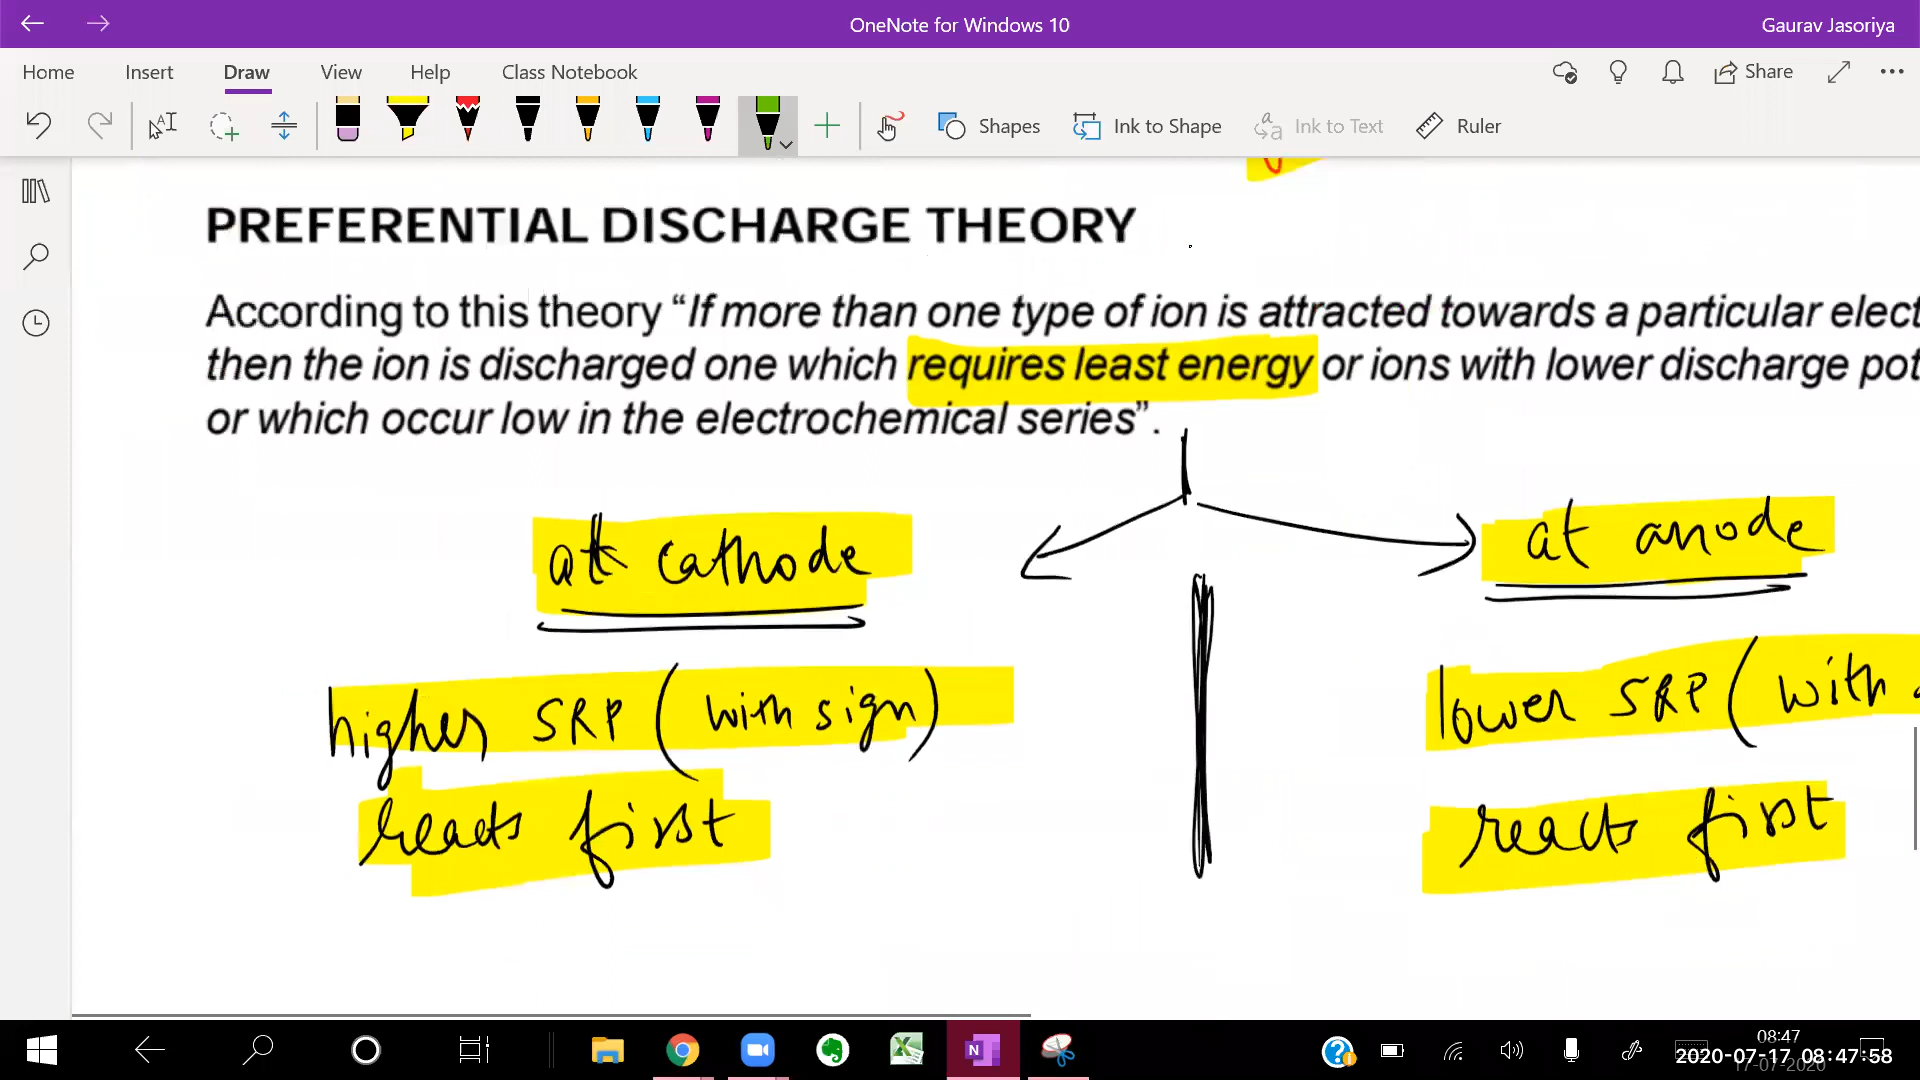 OneNote for Windows 10
Gaurav Jasoriya
Home Insert Draw View Help Class Notebook Share
Shapes Ink to Shape Ink to Text Ruler
PREFERENTIAL DISCHARGE THEORY
According to this theory “If more than one type of ion is attracted towards a particular elect
then the ion is discharged one which requires least energy or ions with lower discharge pot
or which occur low in the electrochemical series”.
at cathode
at anode
higher SRP (with sign)
lower SRP (with
reacts first
reacts first
08:47
2020-07-17 08:47:58
17-07-2020